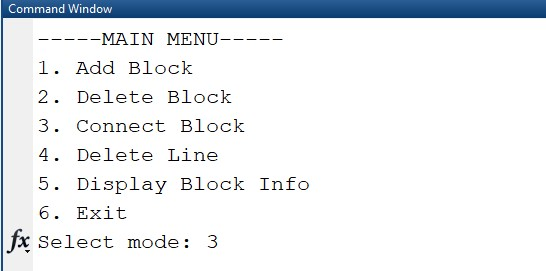 Command Window
-----MAIN MENU-----
1. Add Block
2. Delete Block
3. Connect Block
4. Delete Line
5. Display Block Info
6. Exit
fx Select mode: 3